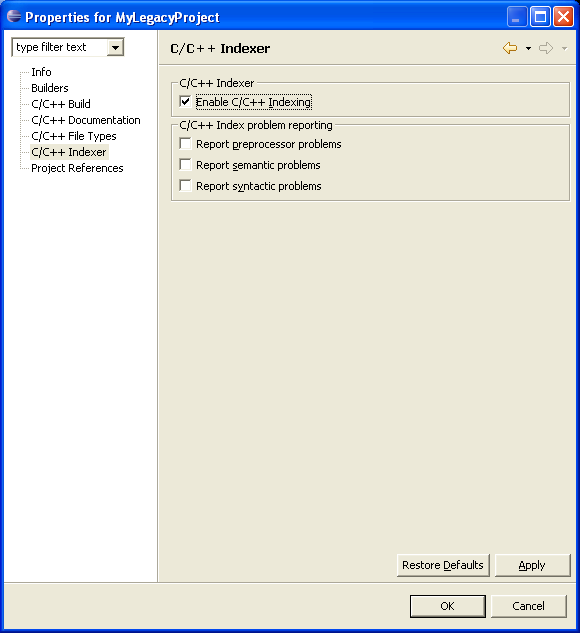 Properties for MyLegacyProject
type filter text
Info
Builders
C/C++ Build
C/C++ Documentation
C/C++ File Types
C/C++ Indexer
Project References
C/C++ Indexer
C/C++ Indexer
Enable C/C++ Indexing
C/C++ Index problem reporting
Report preprocessor problems
Report semantic problems
Report syntactic problems
Restore Defaults
Apply
OK
Cancel